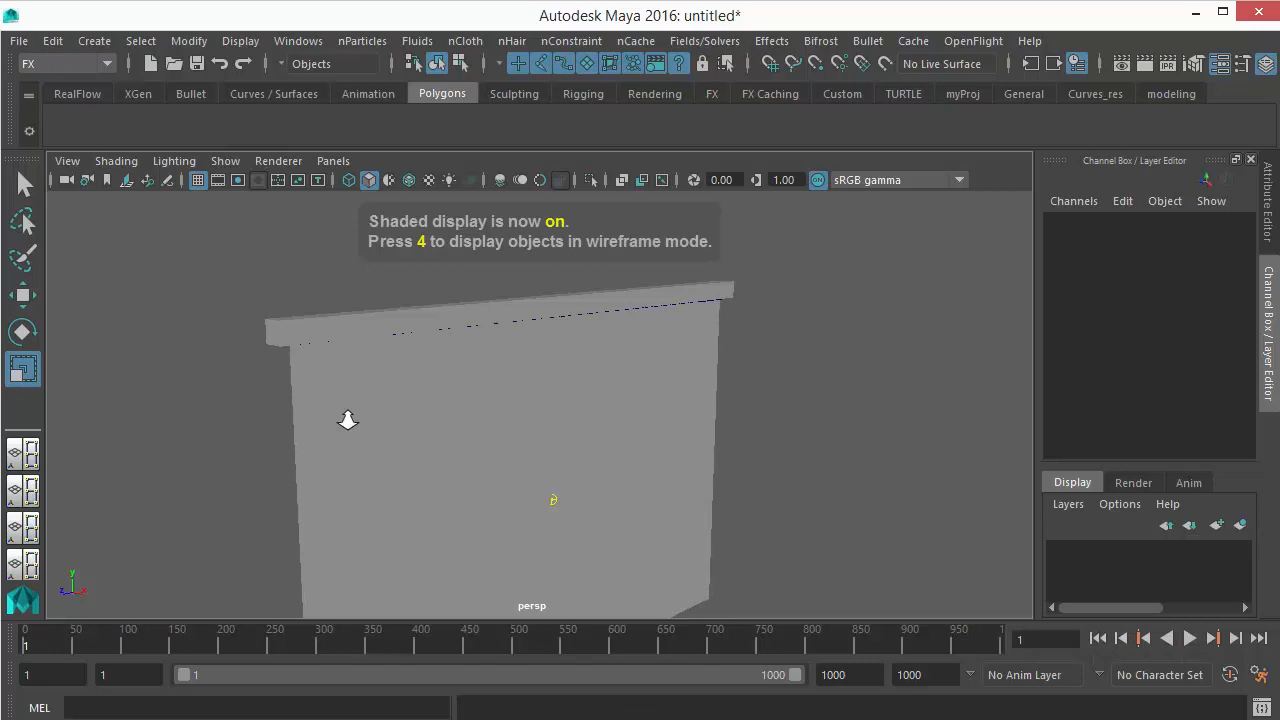 Autodesk Maya 2016: untitled*
File Edit Create Select Modify Display Windows nParticles Fluids nCloth nHair nConstraint nCache Fields/Solvers Effects Bifrost Bullet Cache OpenFlight Help
FX Objects No Live Surface
RealFlow XGen Bullet Curves / Surfaces Animation Polygons Sculpting Rigging Rendering FX FX Caching Custom TURTLE myProj General Curves_res modeling
View Shading Lighting Show Renderer Panels
0.00 1.00 ON sRGB gamma
Shaded display is now on.
Press 4 to display objects in wireframe mode.
persp
y
z x
Channel Box / Layer Editor
Channels Edit Object Show
Attribute Editor
Channel Box / Layer Editor
Display Render Anim
Layers Options Help
0 50 100 150 200 250 300 350 400 450 500 550 600 650 700 750 800 850 900 950 1
1
1
1 1 1 1000 1000 1000 No Anim Layer No Character Set
MEL